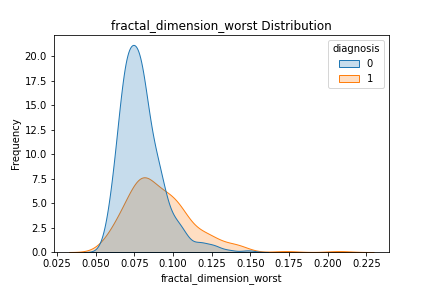 fractal_dimension_worst Distribution
diagnosis
0
1
Frequency
20.0
17.5
15.0
12.5
10.0
7.5
5.0
2.5
0.0
0.025 0.050 0.075 0.100 0.125 0.150 0.175 0.200 0.225
fractal_dimension_worst